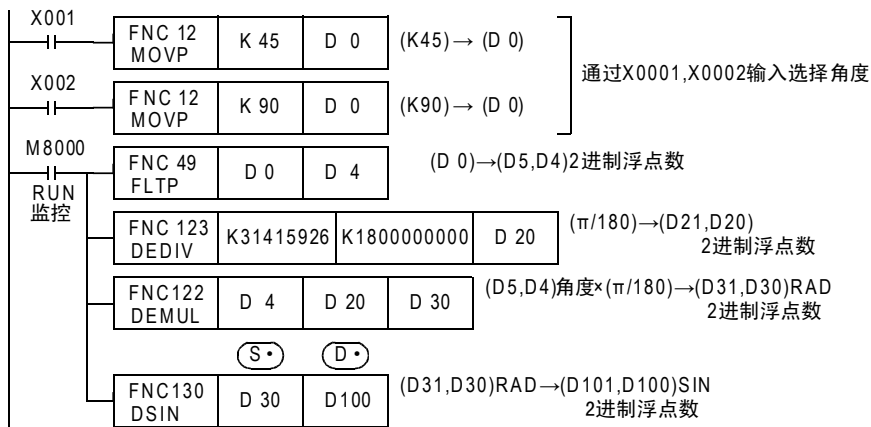 X001
FNC 12 MOVP K 45 D 0 (K45)→(D 0)
通过X0001,X0002输入选择角度
X002
FNC 12 MOVP K 90 D 0 (K90)→(D 0)
M8000
RUN
监控
FNC 49 FLTP D 0 D 4 (D 0)→(D5,D4)2进制浮点数
FNC 123 DEDIV K31415926 K1800000000 D 20 (π/180)→(D21,D20)
2进制浮点数
FNC122 DEMUL D 4 D 20 D 30 (D5,D4)角度×(π/180)→(D31,D30)RAD
2进制浮点数
S• D•
FNC130 DSIN D 30 D100 (D31,D30)RAD→(D101,D100)SIN
2进制浮点数